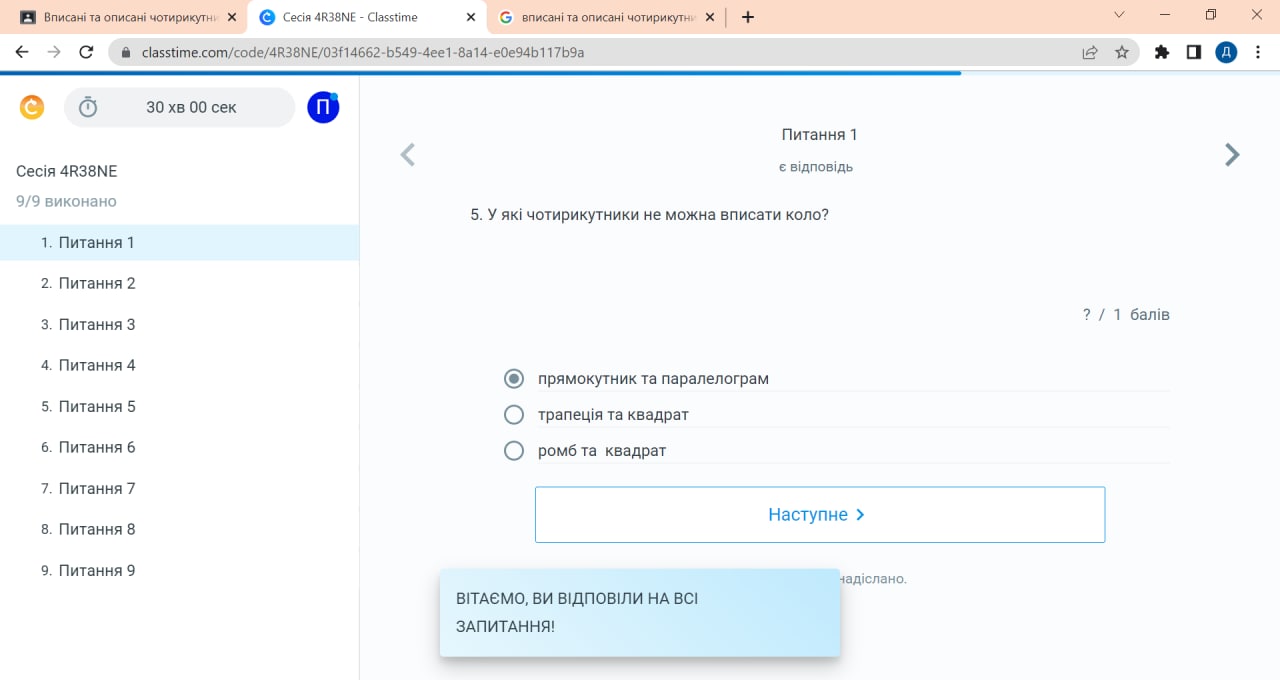 Вписані та описані чотирикутни
Сесія 4R38NE - Classtime
вписані та описані чотирикутни
classtime.com/code/4R38NE/03f14662-b549-4ee1-8a14-e0e94b117b9a
Д
30 хв 00 сек
П
Сесія 4R38NE
9/9 виконано
1. Питання 1
2. Питання 2
3. Питання 3
4. Питання 4
5. Питання 5
6. Питання 6
7. Питання 7
8. Питання 8
9. Питання 9
Питання 1
є відповідь
5. У які чотирикутники не можна вписати коло?
? / 1 балів
прямокутник та паралелограм
трапеція та квадрат
ромб та квадрат
Наступне
надіслано.
ВІТАЄМО, ВИ ВІДПОВІЛИ НА ВСІ
ЗАПИТАННЯ!